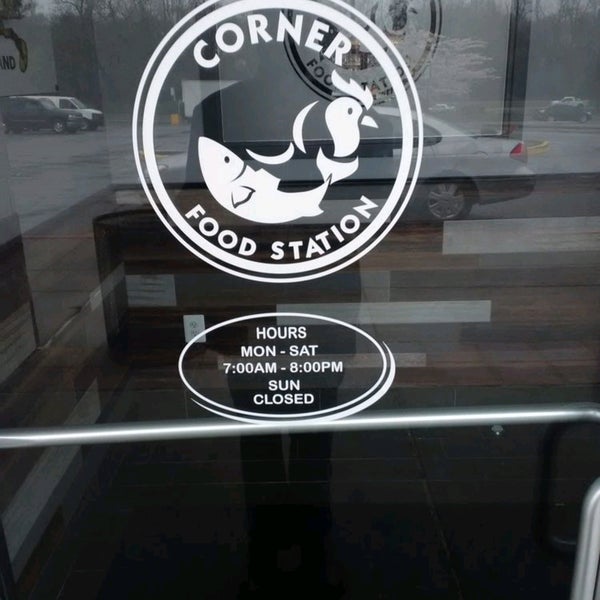 CORNER
FOOD STATION
HOURS
MON - SAT
7:00AM - 8:00PM
SUN
CLOSED